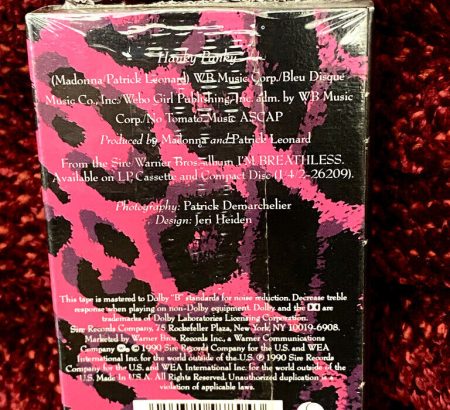 Hanky Panky
(Madonna/Patrick Leonard) WB Music Corp./Bleu Disque
Music Co., Inc./Webo Girl Publishing, Inc. adm. by WB Music
Corp./No Tomato Music ASCAP
Produced by Madonna and Patrick Leonard
From the Sire/Warner Bros. album I'M BREATHLESS.
Available on LP, Cassette and Compact Disc (1/4/2-26209).
Photography: Patrick Demarchelier
Design: Jeri Heiden
This tape is mastered to Dolby "B" standards for noise reduction. Decrease treble
response when playing on non-Dolby equipment. Dolby and the are
trademarks of Dolby Laboratories Licensing Corporation.
Sire Records Company, 75 Rockefeller Plaza, New York, NY 10019-6908.
Marketed by Warner Bros. Records Inc., a Warner Communications
Company © 1990 Sire Records Company for the U.S. and WEA
International Inc. for the world outside of the U.S. ℗ 1990 Sire Records
Company for the U.S. and WEA International Inc. for the world outside of
the U.S. Made In U.S.A. All Rights Reserved. Unauthorized duplication is a
violation of applicable laws.